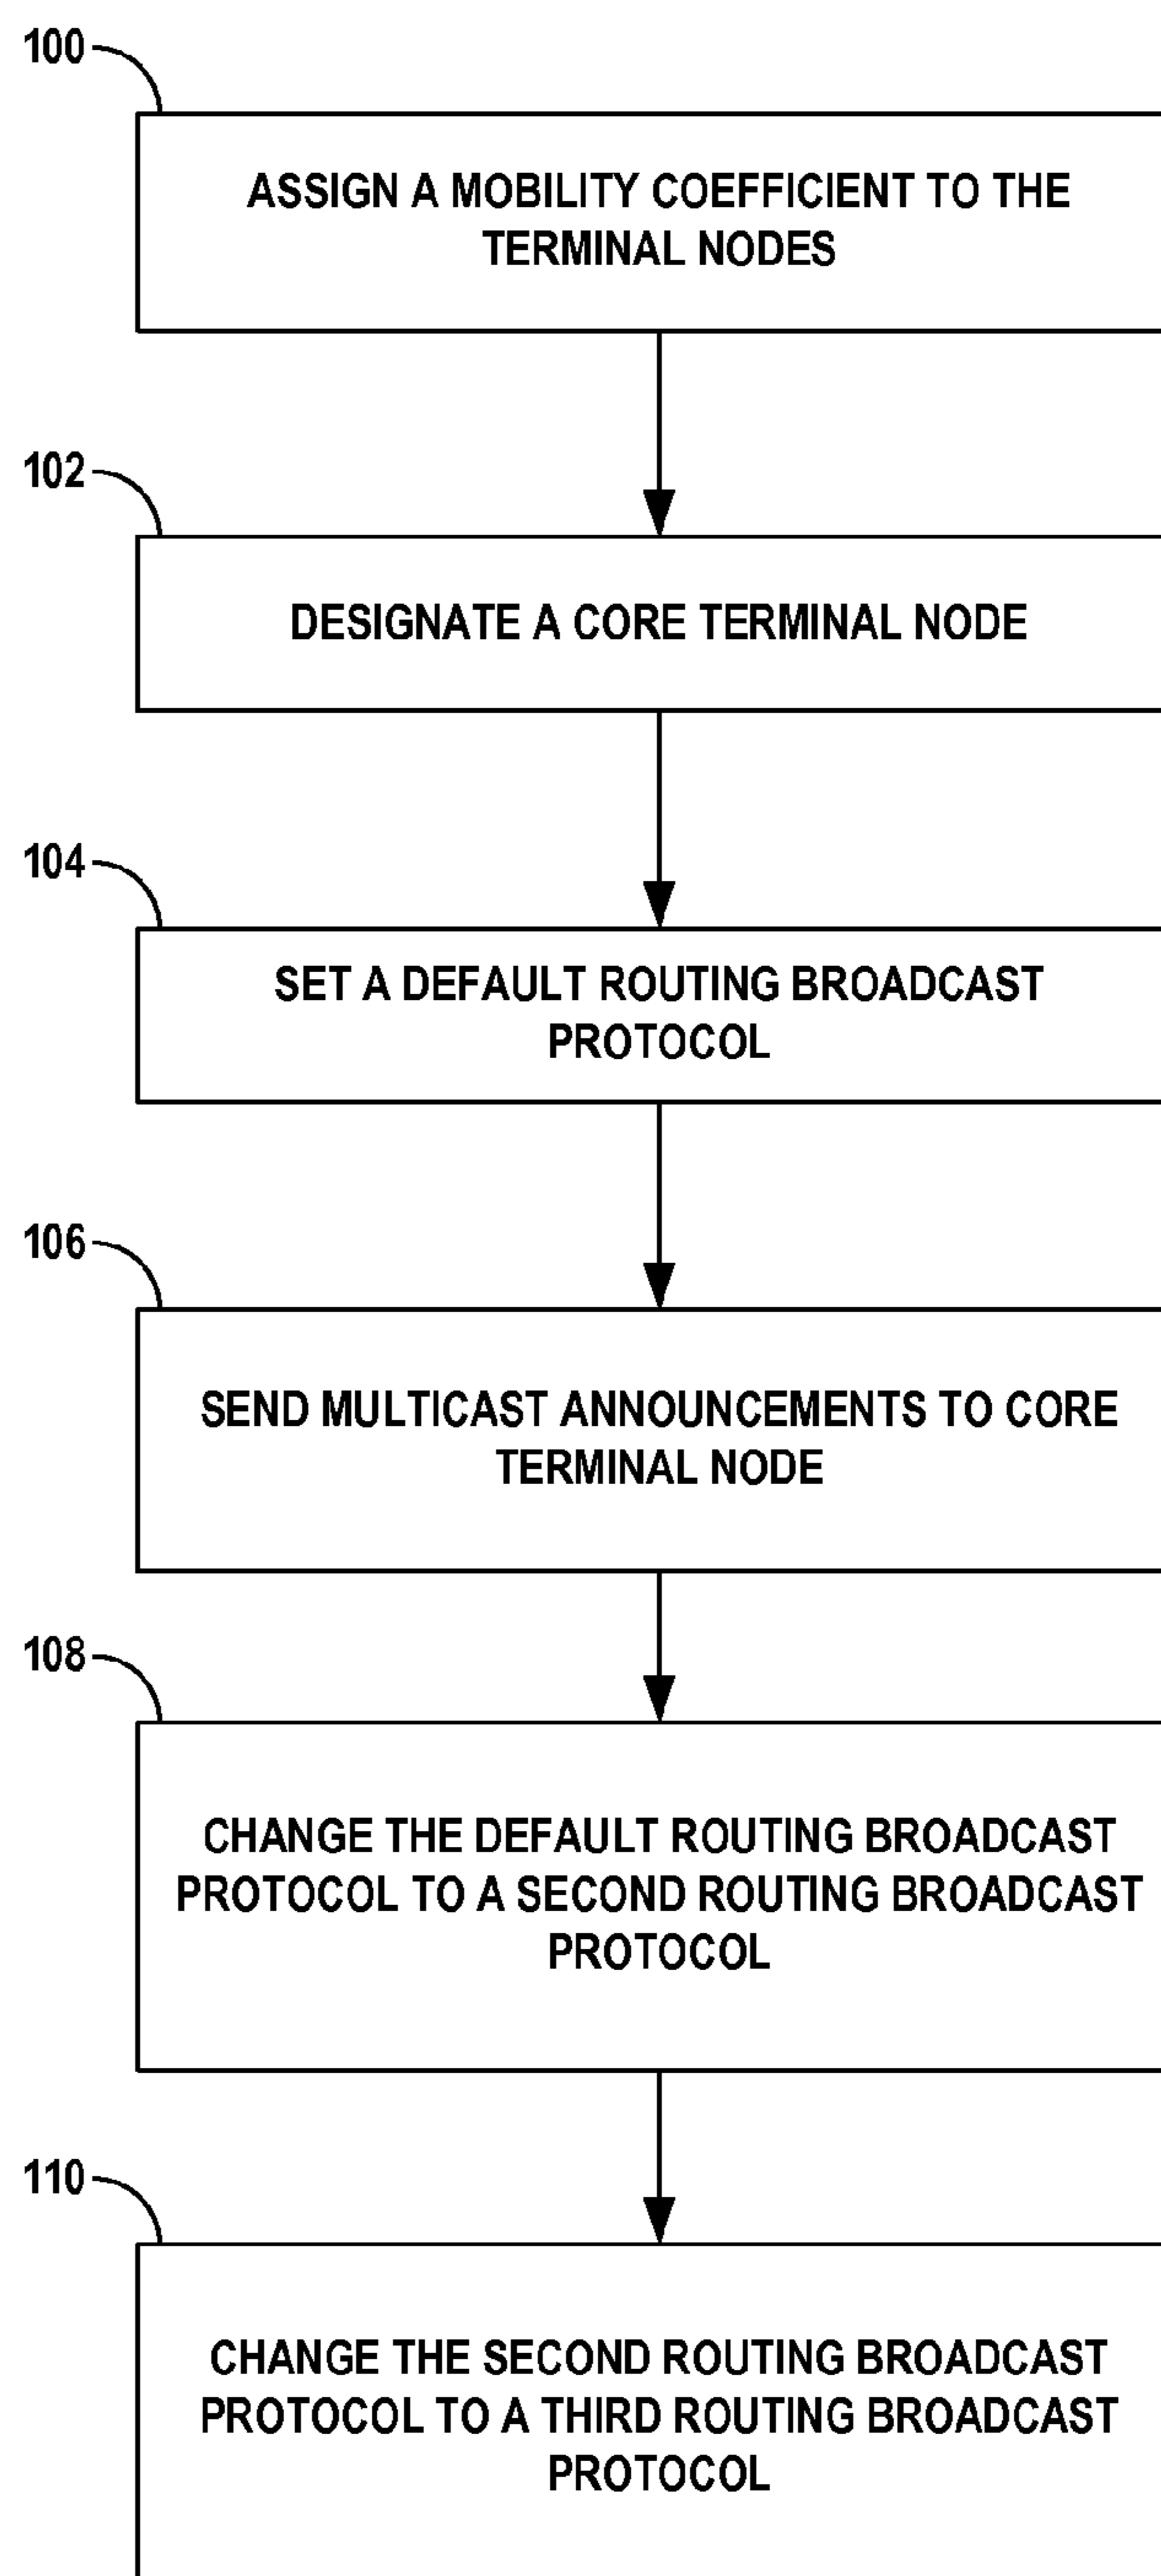 100
ASSIGN A MOBILITY COEFFICIENT TO THE
TERMINAL NODES
102
DESIGNATE A CORE TERMINAL NODE
104
SET A DEFAULT ROUTING BROADCAST
PROTOCOL
106
SEND MULTICAST ANNOUNCEMENTS TO CORE
TERMINAL NODE
108
CHANGE THE DEFAULT ROUTING BROADCAST
PROTOCOL TO A SECOND ROUTING BROADCAST
PROTOCOL
110
CHANGE THE SECOND ROUTING BROADCAST
PROTOCOL TO A THIRD ROUTING BROADCAST
PROTOCOL